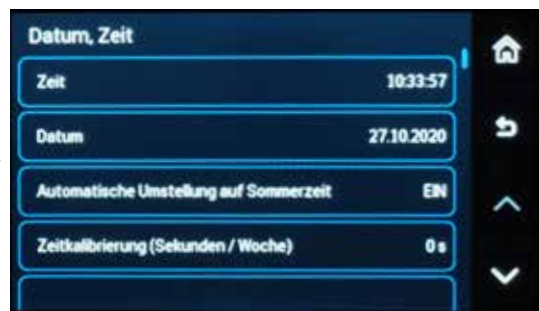 Datum, Zeit
Zeit 10:33:57
Datum 27.10.2020
Automatische Umstellung auf Sommerzeit EIN
Zeitkalibrierung (Sekunden / Woche) 0 s